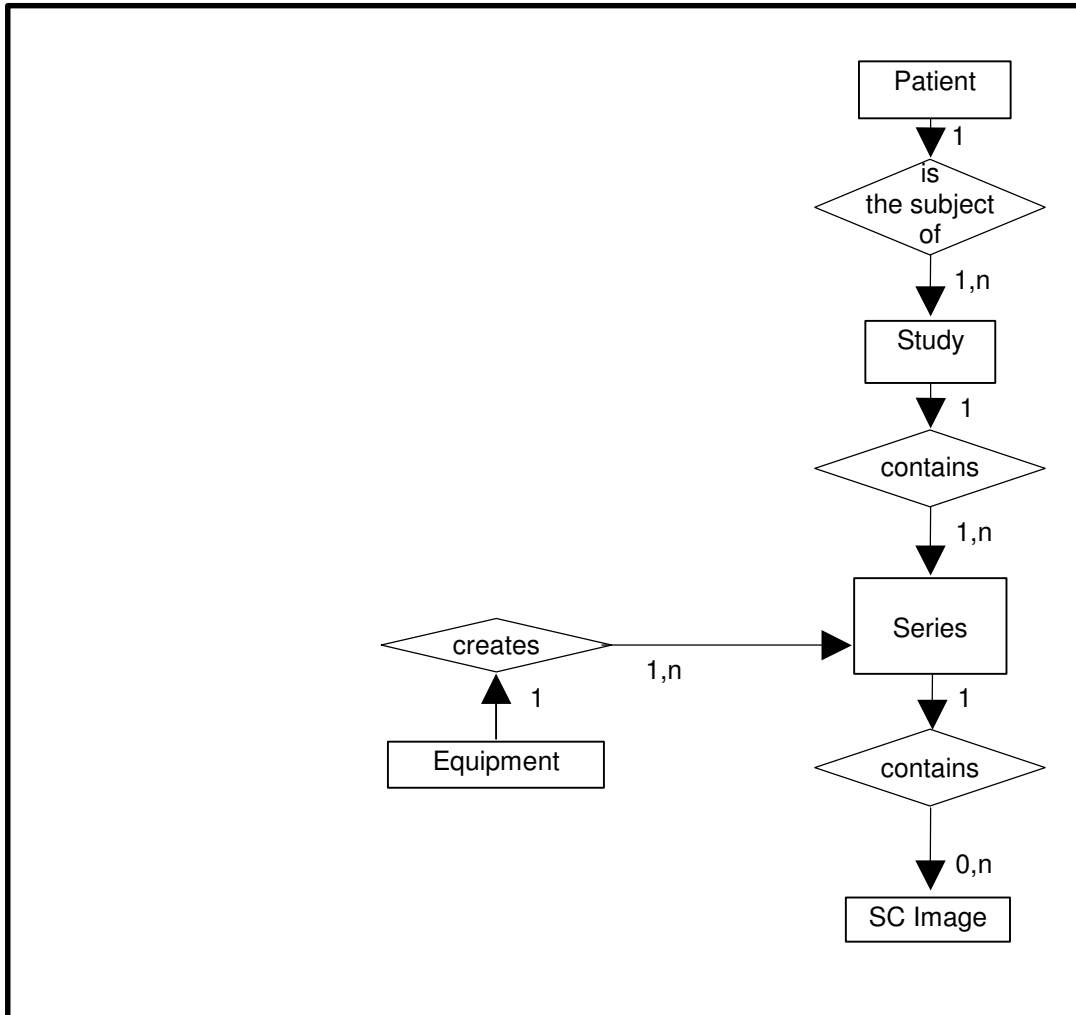 Patient
1
is
the subject
of
1,n
Study
1
contains
1,n
Series
creates
1,n
1
1
Equipment
contains
0,n
SC Image